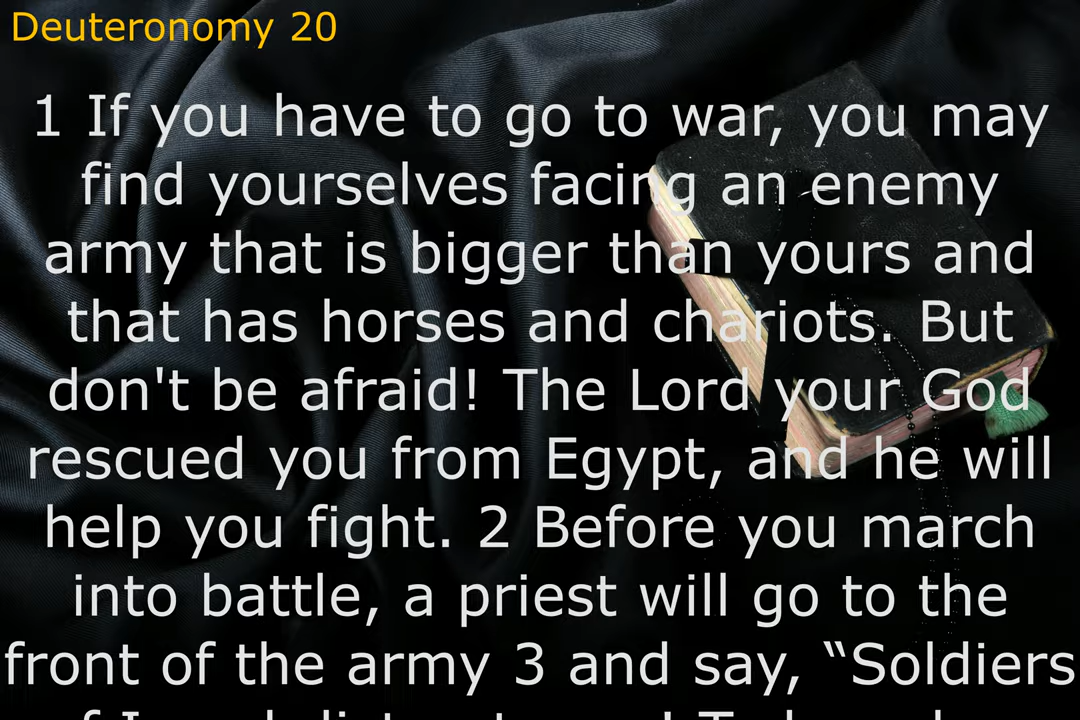 Deuteronomy 20
1 If you have to go to war, you may
find yourselves facing an enemy
army that is bigger than yours and
that has horses and chariots. But
don't be afraid! The Lord your God
rescued you from Egypt, and he will
help you fight. 2 Before you march
into battle, a priest will go to the
front of the army 3 and say, “Soldiers